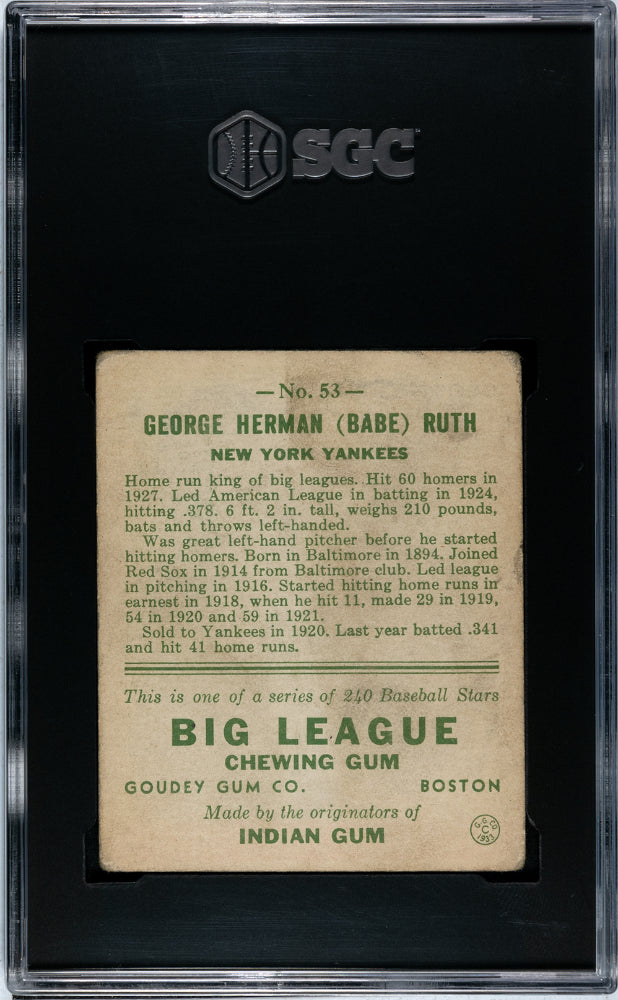 SGC
— No. 53 —
GEORGE HERMAN (BABE) RUTH
NEW YORK YANKEES
Home run king of big leagues. Hit 60 homers in
1927. Led American League in batting in 1924,
hitting .378. 6 ft. 2 in. tall, weighs 210 pounds,
bats and throws left-handed.
Was great left-hand pitcher before he started
hitting homers. Born in Baltimore in 1894. Joined
Red Sox in 1914 from Baltimore club. Led league
in pitching in 1916. Started hitting home runs in
earnest in 1918, when he hit 11, made 29 in 1919,
54 in 1920 and 59 in 1921.
Sold to Yankees in 1920. Last year batted .341
and hit 41 home runs.
This is one of a series of 240 Baseball Stars
BIG LEAGUE
CHEWING GUM
GOUDEY GUM CO. BOSTON
Made by the originators of
INDIAN GUM
G.G.CO.
C
1933